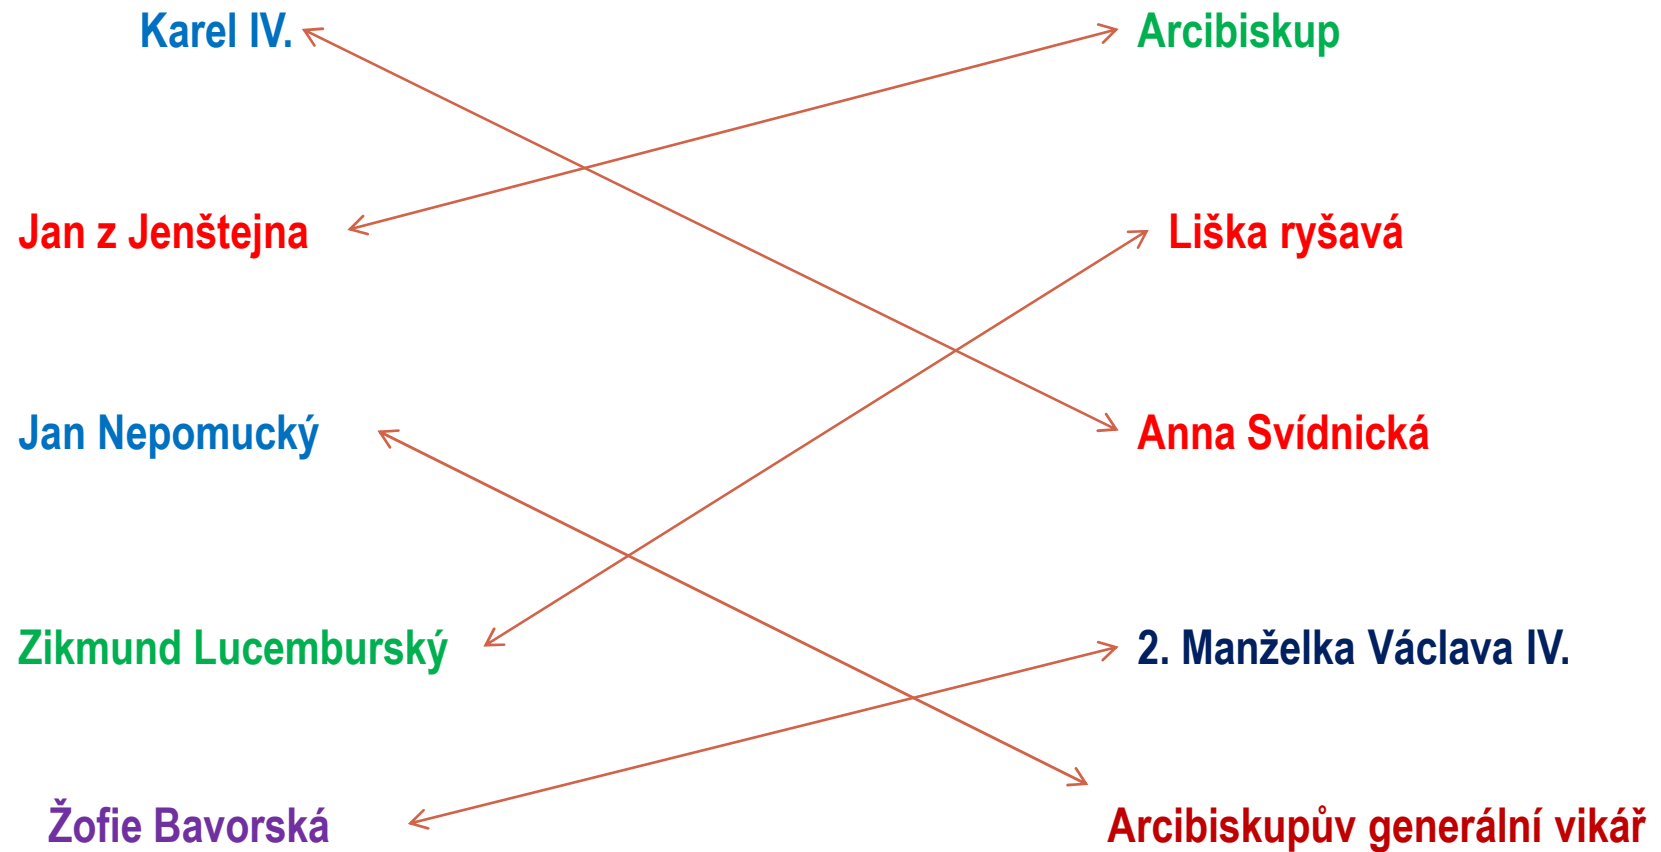 Karel IV.
Arcibiskup
Jan z Jenštejna
Liška ryšavá
Jan Nepomucký
Anna Svídnická
Zikmund Lucemburský
2. Manželka Václava IV.
Žofie Bavorská
Arcibiskupův generální vikář